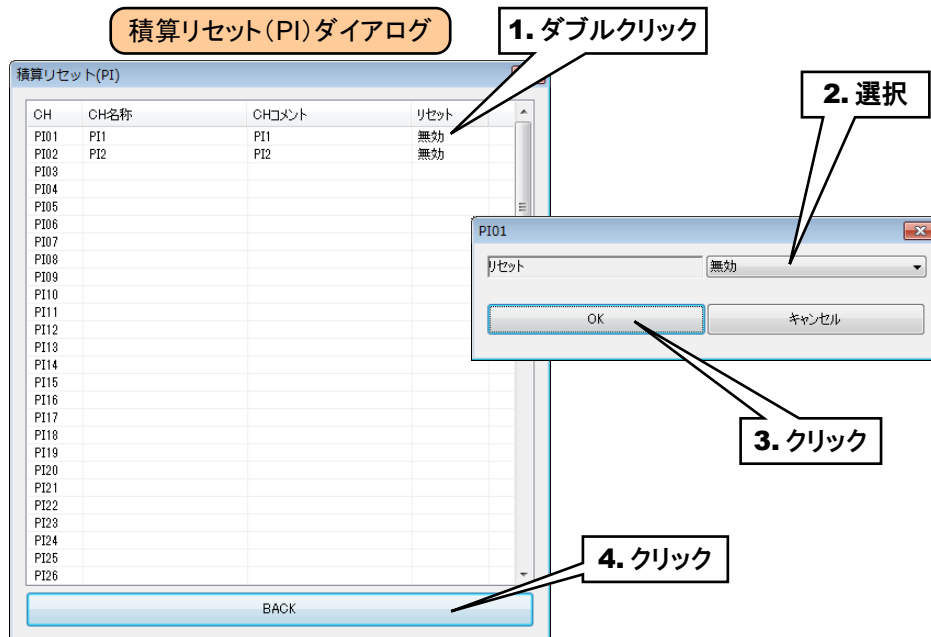 積算リセット(PI)ダイアログ
1. ダブルクリック
2. 選択
積算リセット(PI)
CH CH名称 CHコメント リセット
PI01 PI1 PI1 無効
PI02 PI2 PI2 無効
PI03
PI04
PI05
PI06
PI07
PI08
PI09
PI10
PI11
PI12
PI13
PI14
PI15
PI16
PI17
PI18
PI19
PI20
PI21
PI22
PI23
PI24
PI25
PI26
BACK
PI01
リセット 無効
OK キャンセル
3. クリック
4. クリック